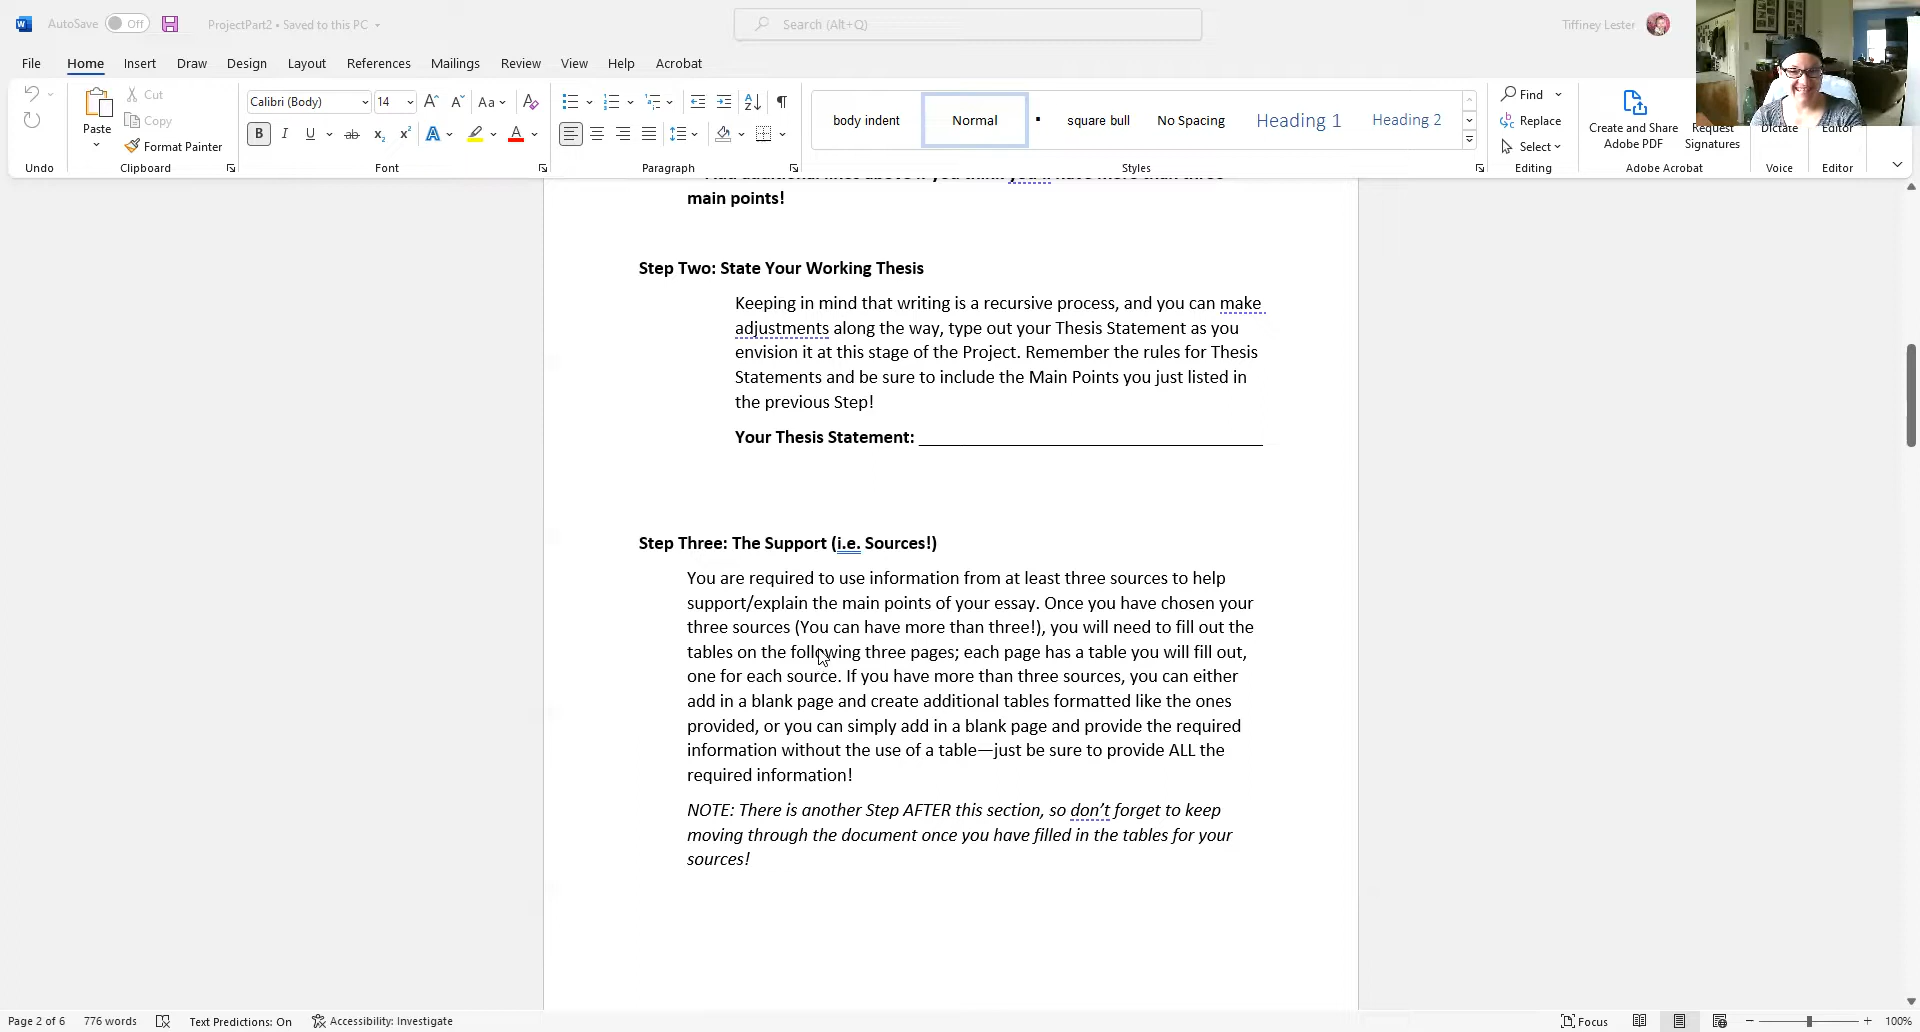 AutoSave Off ProjectPart2 • Saved to this PC Search (Alt+Q) Tiffiney Lester
File Home Insert Draw Design Layout References Mailings Review View Help Acrobat
Paste Cut Copy Format Painter
Calibri (Body) 14 Aa
body indent Normal square bull No Spacing Heading 1 Heading 2
Find Replace Select
Create and Share Adobe PDF Request Signatures Dictate Editor
Undo Clipboard Font Paragraph Styles Editing Adobe Acrobat Voice Editor
main points!
Step Two: State Your Working Thesis
Keeping in mind that writing is a recursive process, and you can make
adjustments along the way, type out your Thesis Statement as you
envision it at this stage of the Project. Remember the rules for Thesis
Statements and be sure to include the Main Points you just listed in
the previous Step!
Your Thesis Statement:
Step Three: The Support (i.e. Sources!)
You are required to use information from at least three sources to help
support/explain the main points of your essay. Once you have chosen your
three sources (You can have more than three!), you will need to fill out the
tables on the following three pages; each page has a table you will fill out,
one for each source. If you have more than three sources, you can either
add in a blank page and create additional tables formatted like the ones
provided, or you can simply add in a blank page and provide the required
information without the use of a table—just be sure to provide ALL the
required information!
NOTE: There is another Step AFTER this section, so don't forget to keep
moving through the document once you have filled in the tables for your
sources!
Page 2 of 6 776 words Text Predictions: On Accessibility: Investigate Focus 100%